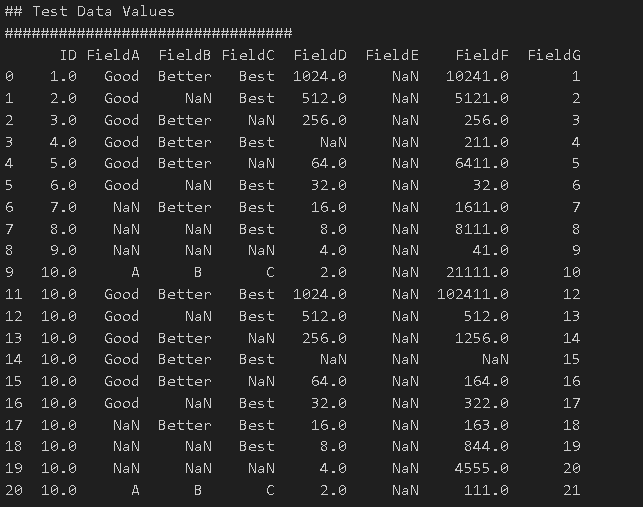 ## Test Data Values
################################
ID FieldA FieldB FieldC FieldD FieldE FieldF FieldG
0 1.0 Good Better Best 1024.0 NaN 10241.0 1
1 2.0 Good NaN Best 512.0 NaN 5121.0 2
2 3.0 Good Better NaN 256.0 NaN 256.0 3
3 4.0 Good Better Best NaN NaN 211.0 4
4 5.0 Good Better NaN 64.0 NaN 6411.0 5
5 6.0 Good NaN Best 32.0 NaN 32.0 6
6 7.0 NaN Better Best 16.0 NaN 1611.0 7
7 8.0 NaN NaN Best 8.0 NaN 8111.0 8
8 9.0 NaN NaN NaN 4.0 NaN 41.0 9
9 10.0 A B C 2.0 NaN 21111.0 10
11 10.0 Good Better Best 1024.0 NaN 102411.0 12
12 10.0 Good NaN Best 512.0 NaN 512.0 13
13 10.0 Good Better NaN 256.0 NaN 1256.0 14
14 10.0 Good Better Best NaN NaN NaN 15
15 10.0 Good Better NaN 64.0 NaN 164.0 16
16 10.0 Good NaN Best 32.0 NaN 322.0 17
17 10.0 NaN Better Best 16.0 NaN 163.0 18
18 10.0 NaN NaN Best 8.0 NaN 844.0 19
19 10.0 NaN NaN NaN 4.0 NaN 4555.0 20
20 10.0 A B C 2.0 NaN 111.0 21